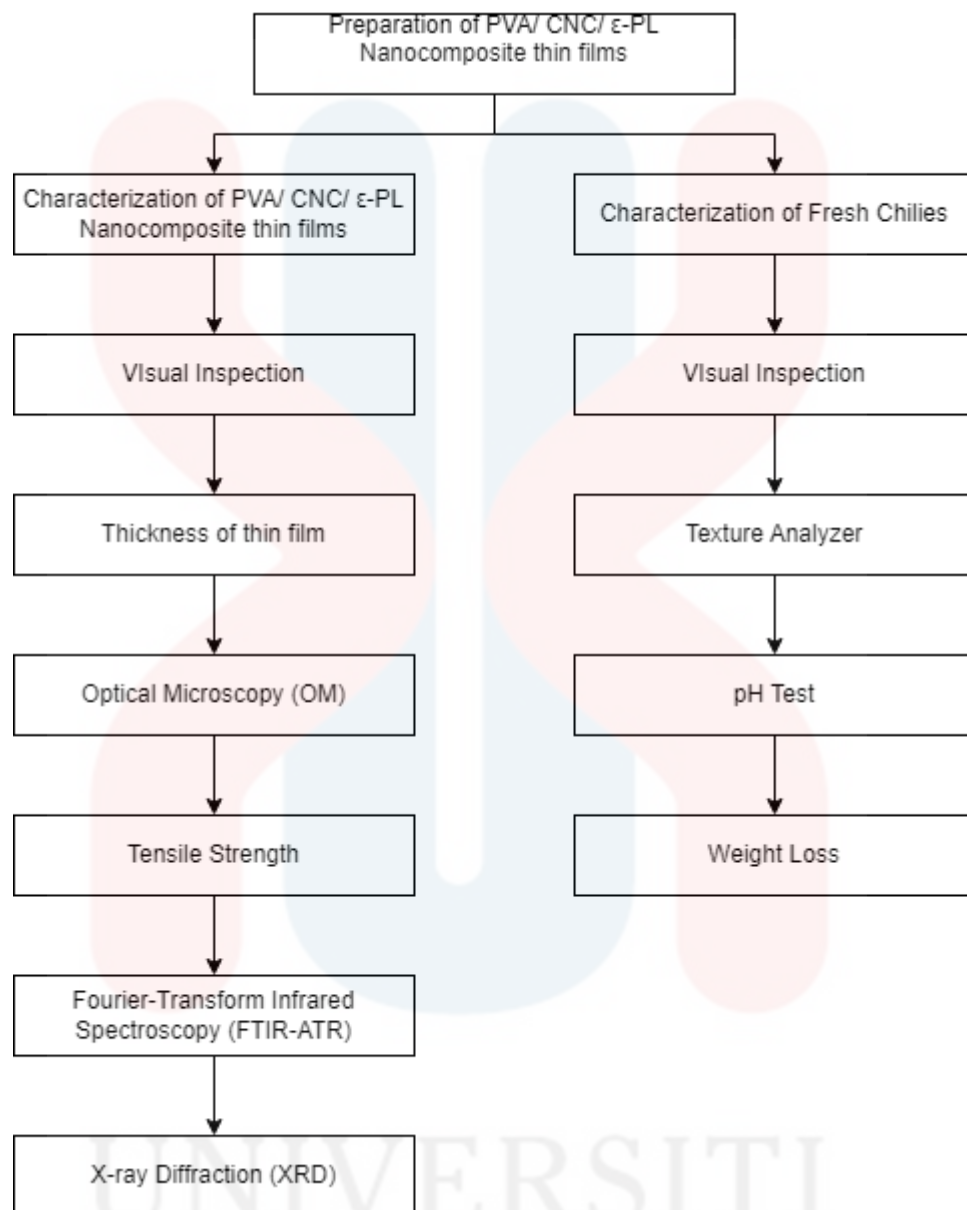 Preparation of PVA/ CNC/ ε-PL
Nanocomposite thin films
Characterization of PVA/ CNC/ ε-PL
Nanocomposite thin films
Characterization of Fresh Chilies
VIsual Inspection
VIsual Inspection
Thickness of thin film
Texture Analyzer
Optical Microscopy (OM)
pH Test
Tensile Strength
Weight Loss
Fourier-Transform Infrared
Spectroscopy (FTIR-ATR)
X-ray Diffraction (XRD)
UNIVERSITI